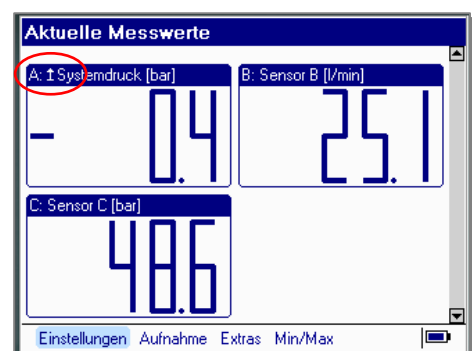 Aktuelle Messwerte
A: ↥Systemdruck [bar]
- 0.4
B: Sensor B [l/min]
25.1
C: Sensor C [bar]
48.6
Einstellungen Aufnahme Extras Min/Max